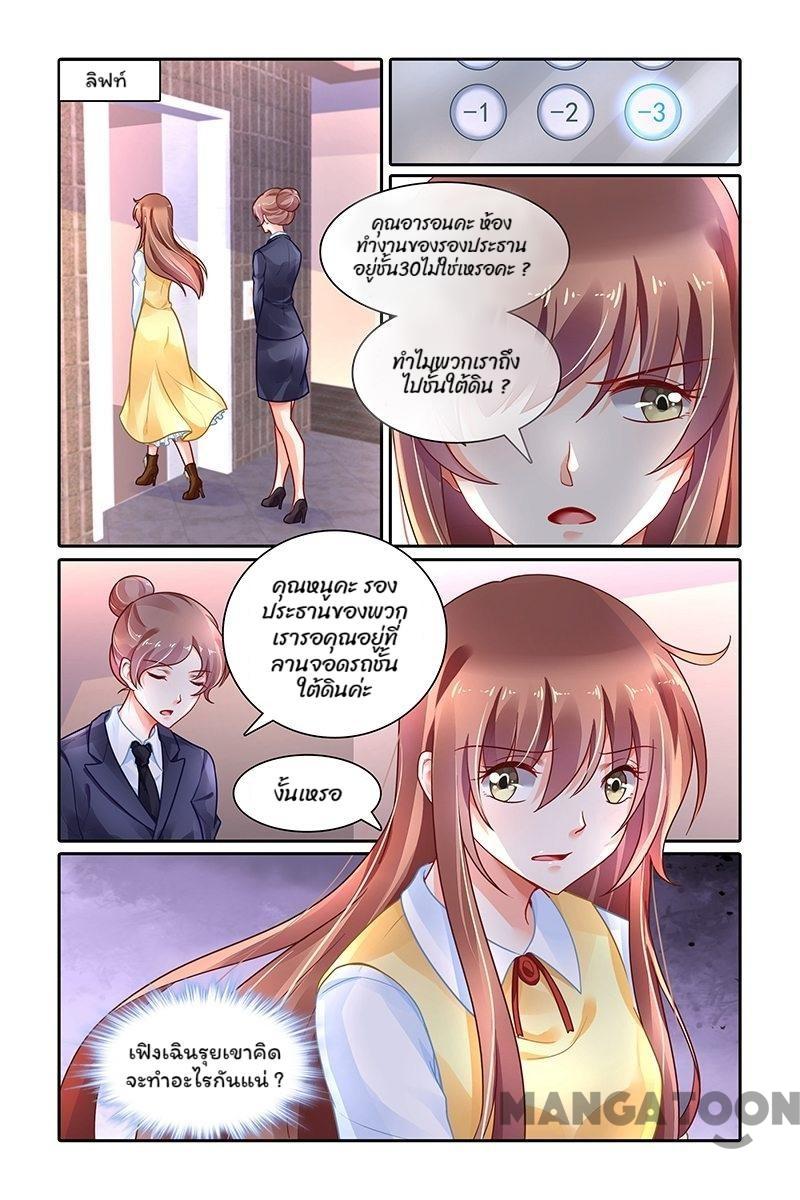 ลิฟท์
-1 -2 -3
คุณอารอนคะ ห้อง
ทำงานของรองประธาน
อยู่ชั้น30ไม่ใช่เหรอคะ ?
ทำไมพวกเราถึง
ไปชั้นใต้ดิน ?
คุณหนูคะ รอง
ประธานของพวก
เรารอคุณอยู่ที่
ลานจอดรถชั้น
ใต้ดินค่ะ
งั้นเหรอ
เฟิงเฉินรุยเขาคิด
จะทำอะไรกันแน่ ?
MANGATOON